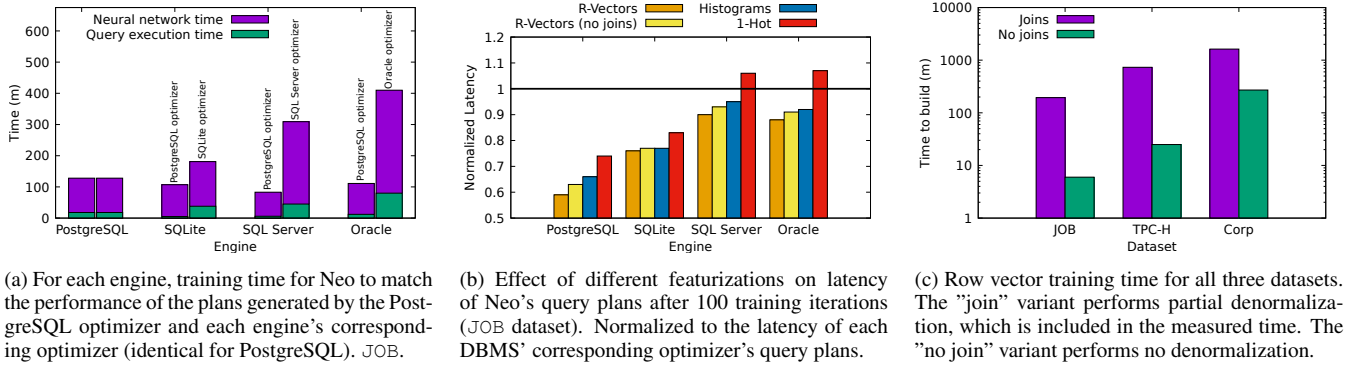 Neural network time
Query execution time
Time (m)
600
500
400
300
200
100
0
PostgreSQL optimizer
SQLite optimizer
PostgreSQL optimizer
SQL Server optimizer
PostgreSQL optimizer
Oracle optimizer
PostgreSQL SQLite SQL Server Oracle
Engine
(a) For each engine, training time for Neo to match
the performance of the plans generated by the Post-
greSQL optimizer and each engine's correspond-
ing optimizer (identical for PostgreSQL). JOB.
R-Vectors
R-Vectors (no joins)
Histograms
1-Hot
Normalized Latency
1.2
1.1
1
0.9
0.8
0.7
0.6
0.5
PostgreSQL SQLite SQL Server Oracle
Engine
(b) Effect of different featurizations on latency
of Neo's query plans after 100 training iterations
(JOB dataset). Normalized to the latency of each
DBMS' corresponding optimizer's query plans.
Joins
No joins
Time to build (m)
10000
1000
100
10
1
JOB TPC-H Corp
Dataset
(c) Row vector training time for all three datasets.
The "join" variant performs partial denormaliza-
tion, which is included in the measured time. The
"no join" variant performs no denormalization.